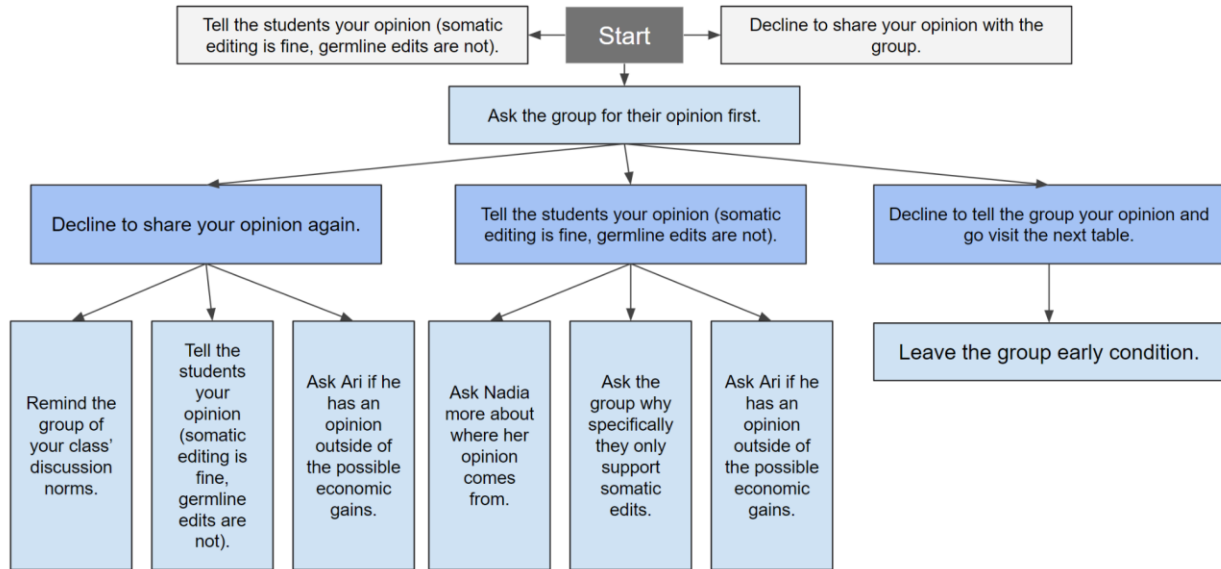 Tell the students your opinion (somatic
editing is fine, germline edits are not).
Start
Decline to share your opinion with the
group.
Ask the group for their opinion first.
Decline to share your opinion again.
Tell the students your opinion (somatic
editing is fine, germline edits are not).
Decline to tell the group your opinion and
go visit the next table.
Remind the
group of
your class’
discussion
norms.
Tell the
students
your
opinion
(somatic
editing is
fine,
germline
edits are
not).
Ask Ari if he
has an
opinion
outside of
the possible
economic
gains.
Ask Nadia
more about
where her
opinion
comes
from.
Ask the
group why
specifically
they only
support
somatic
edits.
Ask Ari if he
has an
opinion
outside of
the possible
economic
gains.
Leave the group early condition.